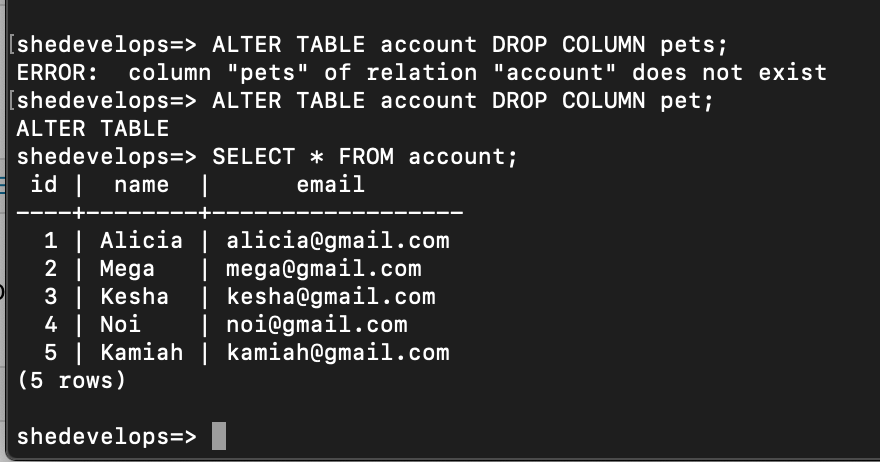 [shedevelops=> ALTER TABLE account DROP COLUMN pets;
ERROR:  column "pets" of relation "account" does not exist
[shedevelops=> ALTER TABLE account DROP COLUMN pet;
ALTER TABLE
shedevelops=> SELECT * FROM account;
 id |  name  |      email
----+--------+------------------
  1 | Alicia | alicia@gmail.com
  2 | Mega   | mega@gmail.com
  3 | Kesha  | kesha@gmail.com
  4 | Noi    | noi@gmail.com
  5 | Kamiah | kamiah@gmail.com
(5 rows)
shedevelops=>